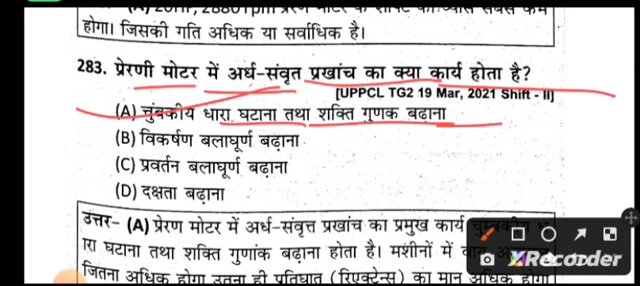 होगा। जिसकी गति अधिक या सर्वाधिक है।
283. प्रेरणी मोटर में अर्ध-संवृत प्रखांच का क्या कार्य होता है?
[UPPCL TG2 19 Mar, 2021 Shift - II]
(A) चुंबकीय धारा घटाना तथा शक्ति गुणक बढ़ाना
(B) विकर्षण बलाघूर्ण बढ़ाना
(C) प्रवर्तन बलाघूर्ण बढ़ाना
(D) दक्षता बढ़ाना
उत्तर- (A) प्रेरण मोटर में अर्ध-संवृत्त प्रखांच का प्रमुख कार्य
रा घटाना तथा शक्ति गुणांक बढ़ाना होता है। मशीनों में
जितना अधिक होगा उतना ही प्रतिघात (रिएक्टेन्स) का मान अधिक होगा
XRecorder